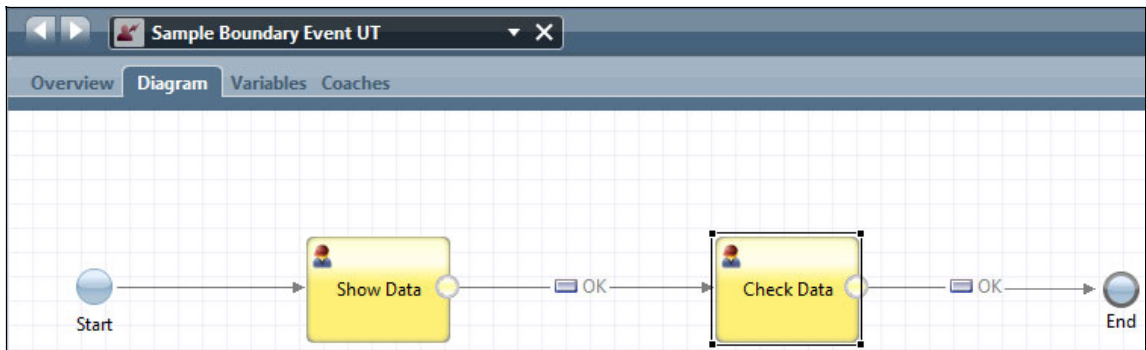 Sample Boundary Event UT
Overview Diagram Variables Coaches
Show Data OK Check Data OK
Start End